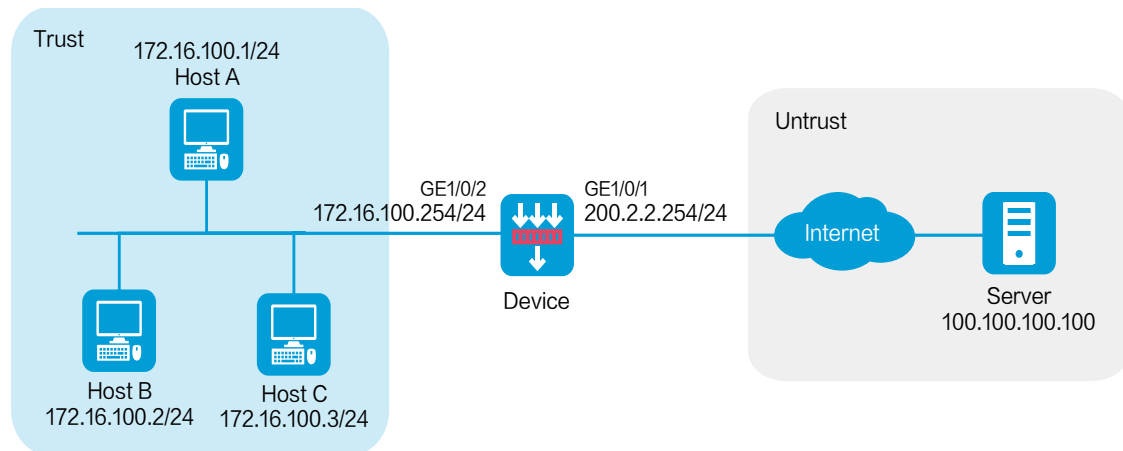 Trust
172.16.100.1/24
Host A
Host B
172.16.100.2/24
Host C
172.16.100.3/24
GE1/0/2
172.16.100.254/24
GE1/0/1
200.2.2.254/24
Device
Untrust
Internet
Server
100.100.100.100